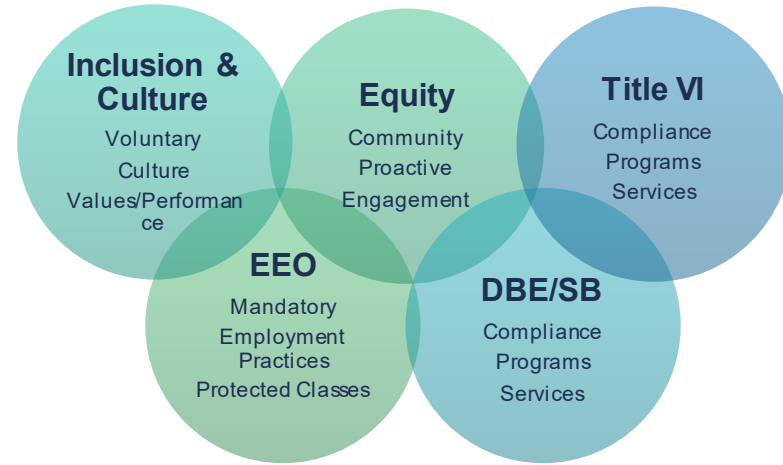 Inclusion &
Culture
Voluntary
Culture
Values/Performan
ce
Equity
Community
Proactive
Engagement
Title VI
Compliance
Programs
Services
EEO
Mandatory
Employment
Practices
Protected Classes
DBE/SB
Compliance
Programs
Services